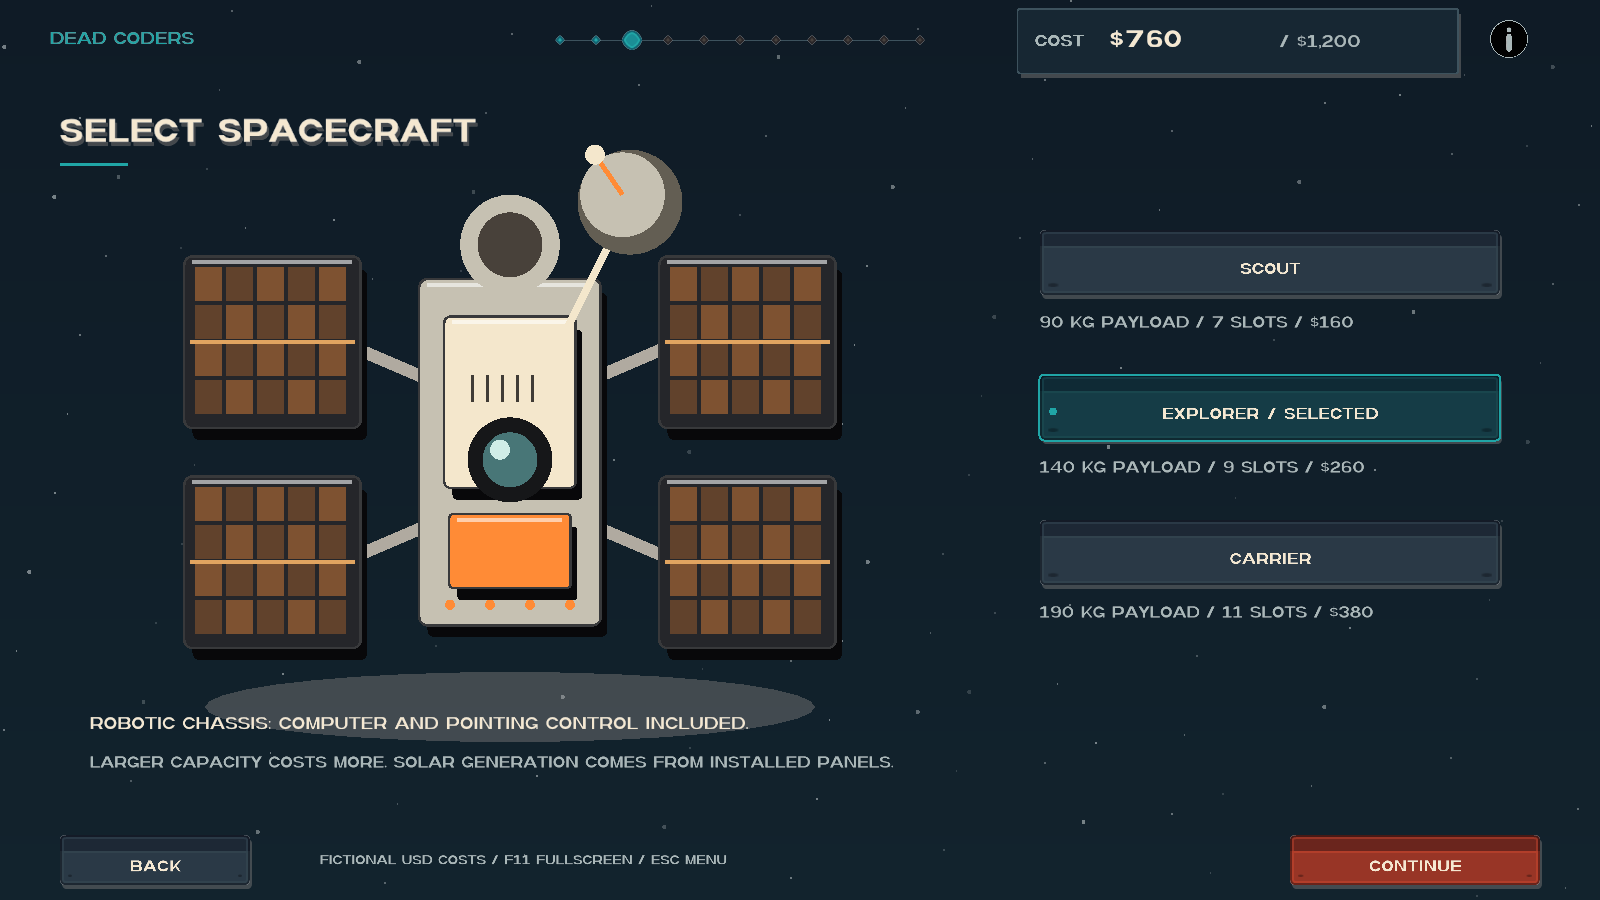 DEAD CODERS
COST $760 / $1,200
SELECT SPACECRAFT
SCOUT
90 KG PAYLOAD / 7 SLOTS / $160
EXPLORER / SELECTED
140 KG PAYLOAD / 9 SLOTS / $260
CARRIER
190 KG PAYLOAD / 11 SLOTS / $380
ROBOTIC CHASSIS: COMPUTER AND POINTING CONTROL INCLUDED.
LARGER CAPACITY COSTS MORE. SOLAR GENERATION COMES FROM INSTALLED PANELS.
BACK
FICTIONAL USD COSTS / F11 FULLSCREEN / ESC MENU
CONTINUE